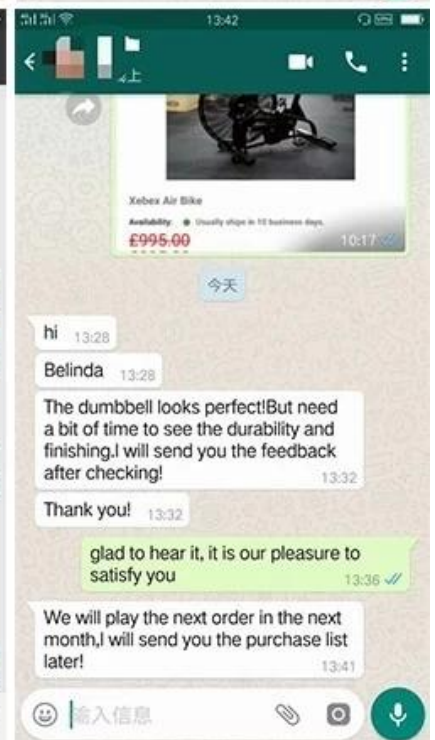 13:42
上
Xebex Air Bike
Availability: Usually ships in 10 business days.
£995.00
10:17
今天
hi 13:28
Belinda 13:28
The dumbbell looks perfect!But need
a bit of time to see the durability and
finishing.I will send you the feedback
after checking!
13:32
Thank you! 13:32
glad to hear it, it is our pleasure to
satisfy you
13:36
We will play the next order in the next
month,I will send you the purchase list
later!
13:41
输入信息